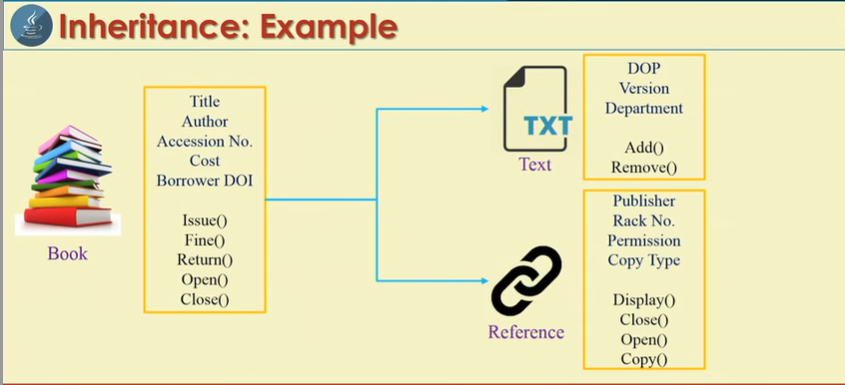 Inheritance: Example
Title
Author
Accession No.
Cost
Borrower DOI
Issue()
Fine()
Return()
Open()
Close()
Book
TXT
Text
DOP
Version
Department
Add()
Remove()
Reference
Publisher
Rack No.
Permission
Copy Type
Display()
Close()
Open()
Copy()